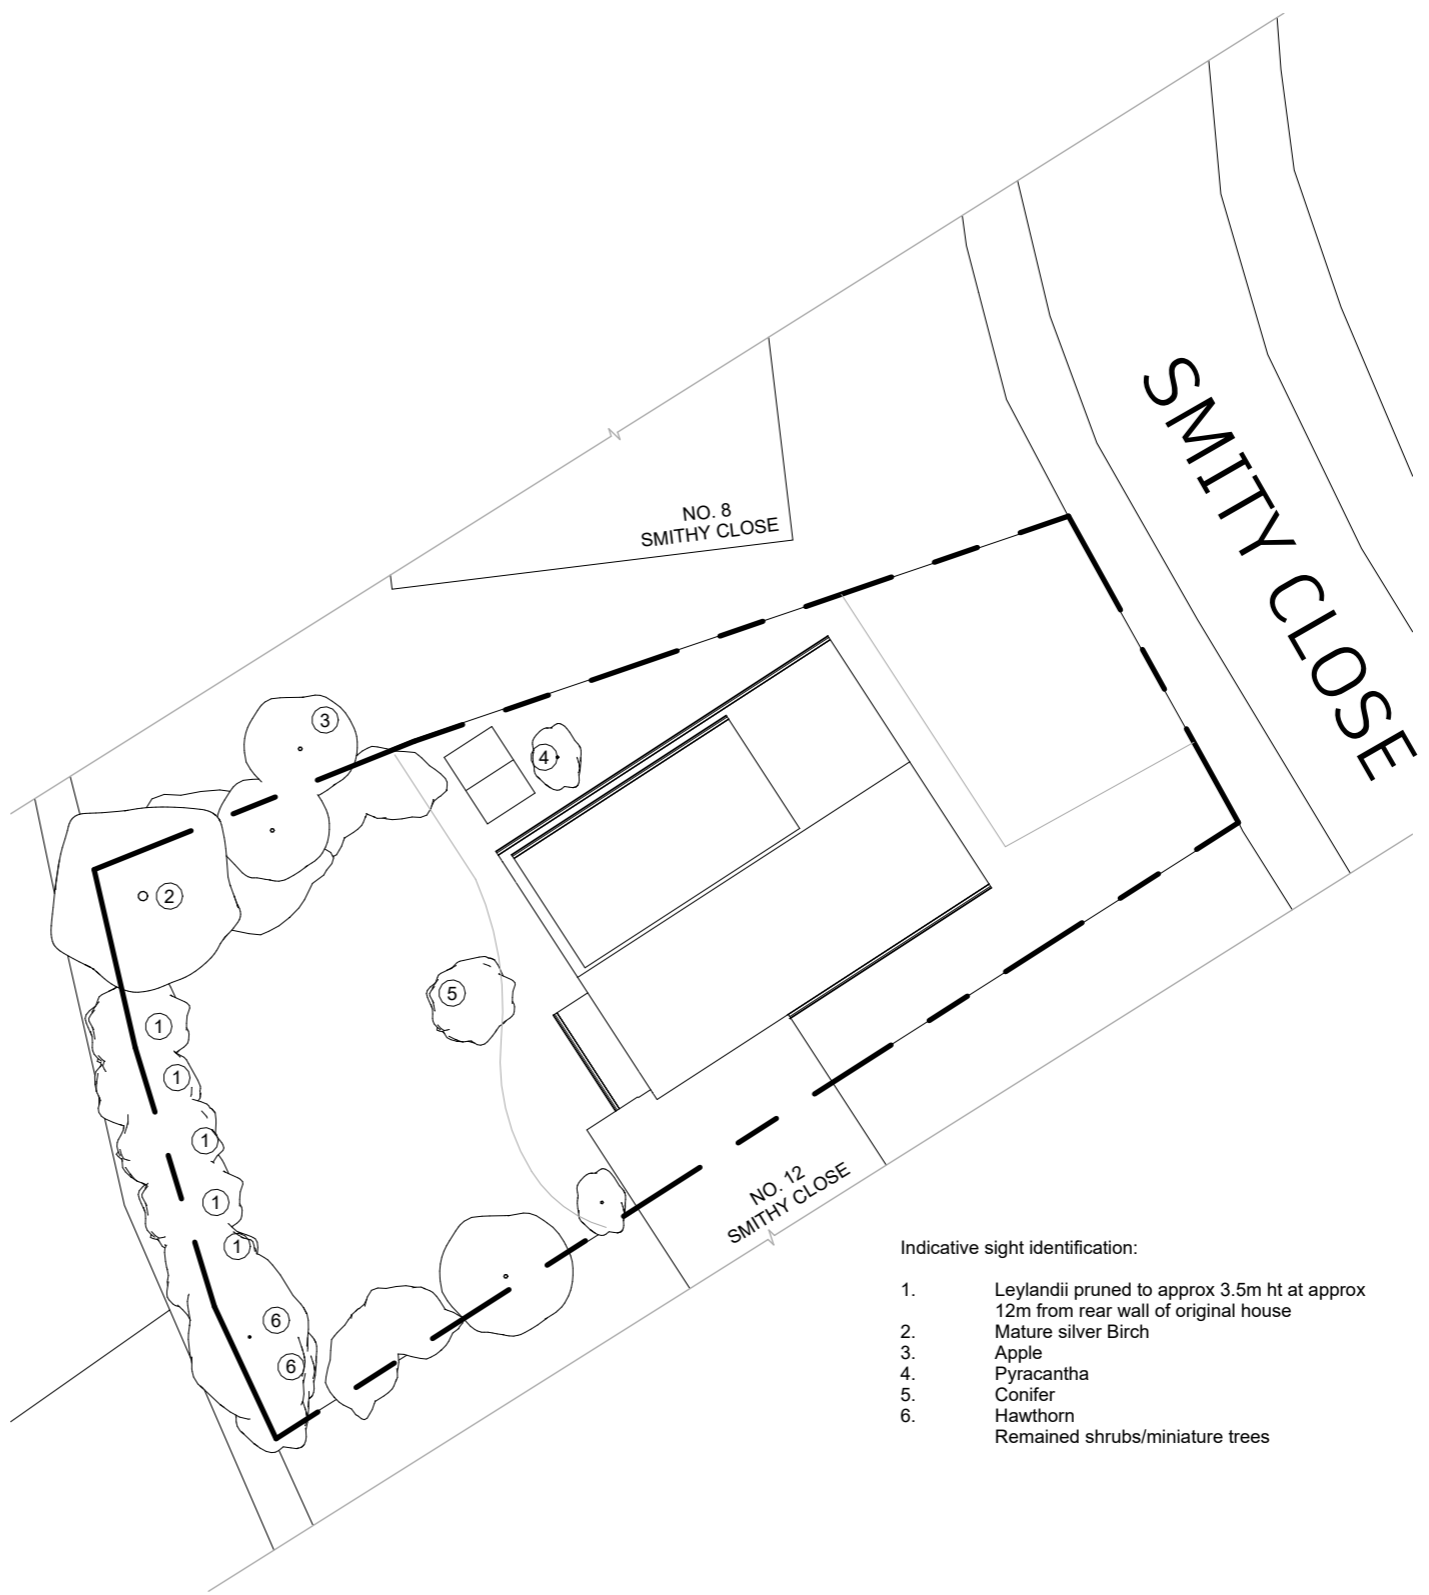 SMITY CLOSE
NO. 8
SMITHY CLOSE
3
4
2
5
1
1
1
1
1
6
6
NO. 12
SMITHY CLOSE
Indicative sight identification:
1. Leylandii pruned to approx 3.5m ht at approx
12m from rear wall of original house
2. Mature silver Birch
3. Apple
4. Pyracantha
5. Conifer
6. Hawthorn
Remained shrubs/miniature trees